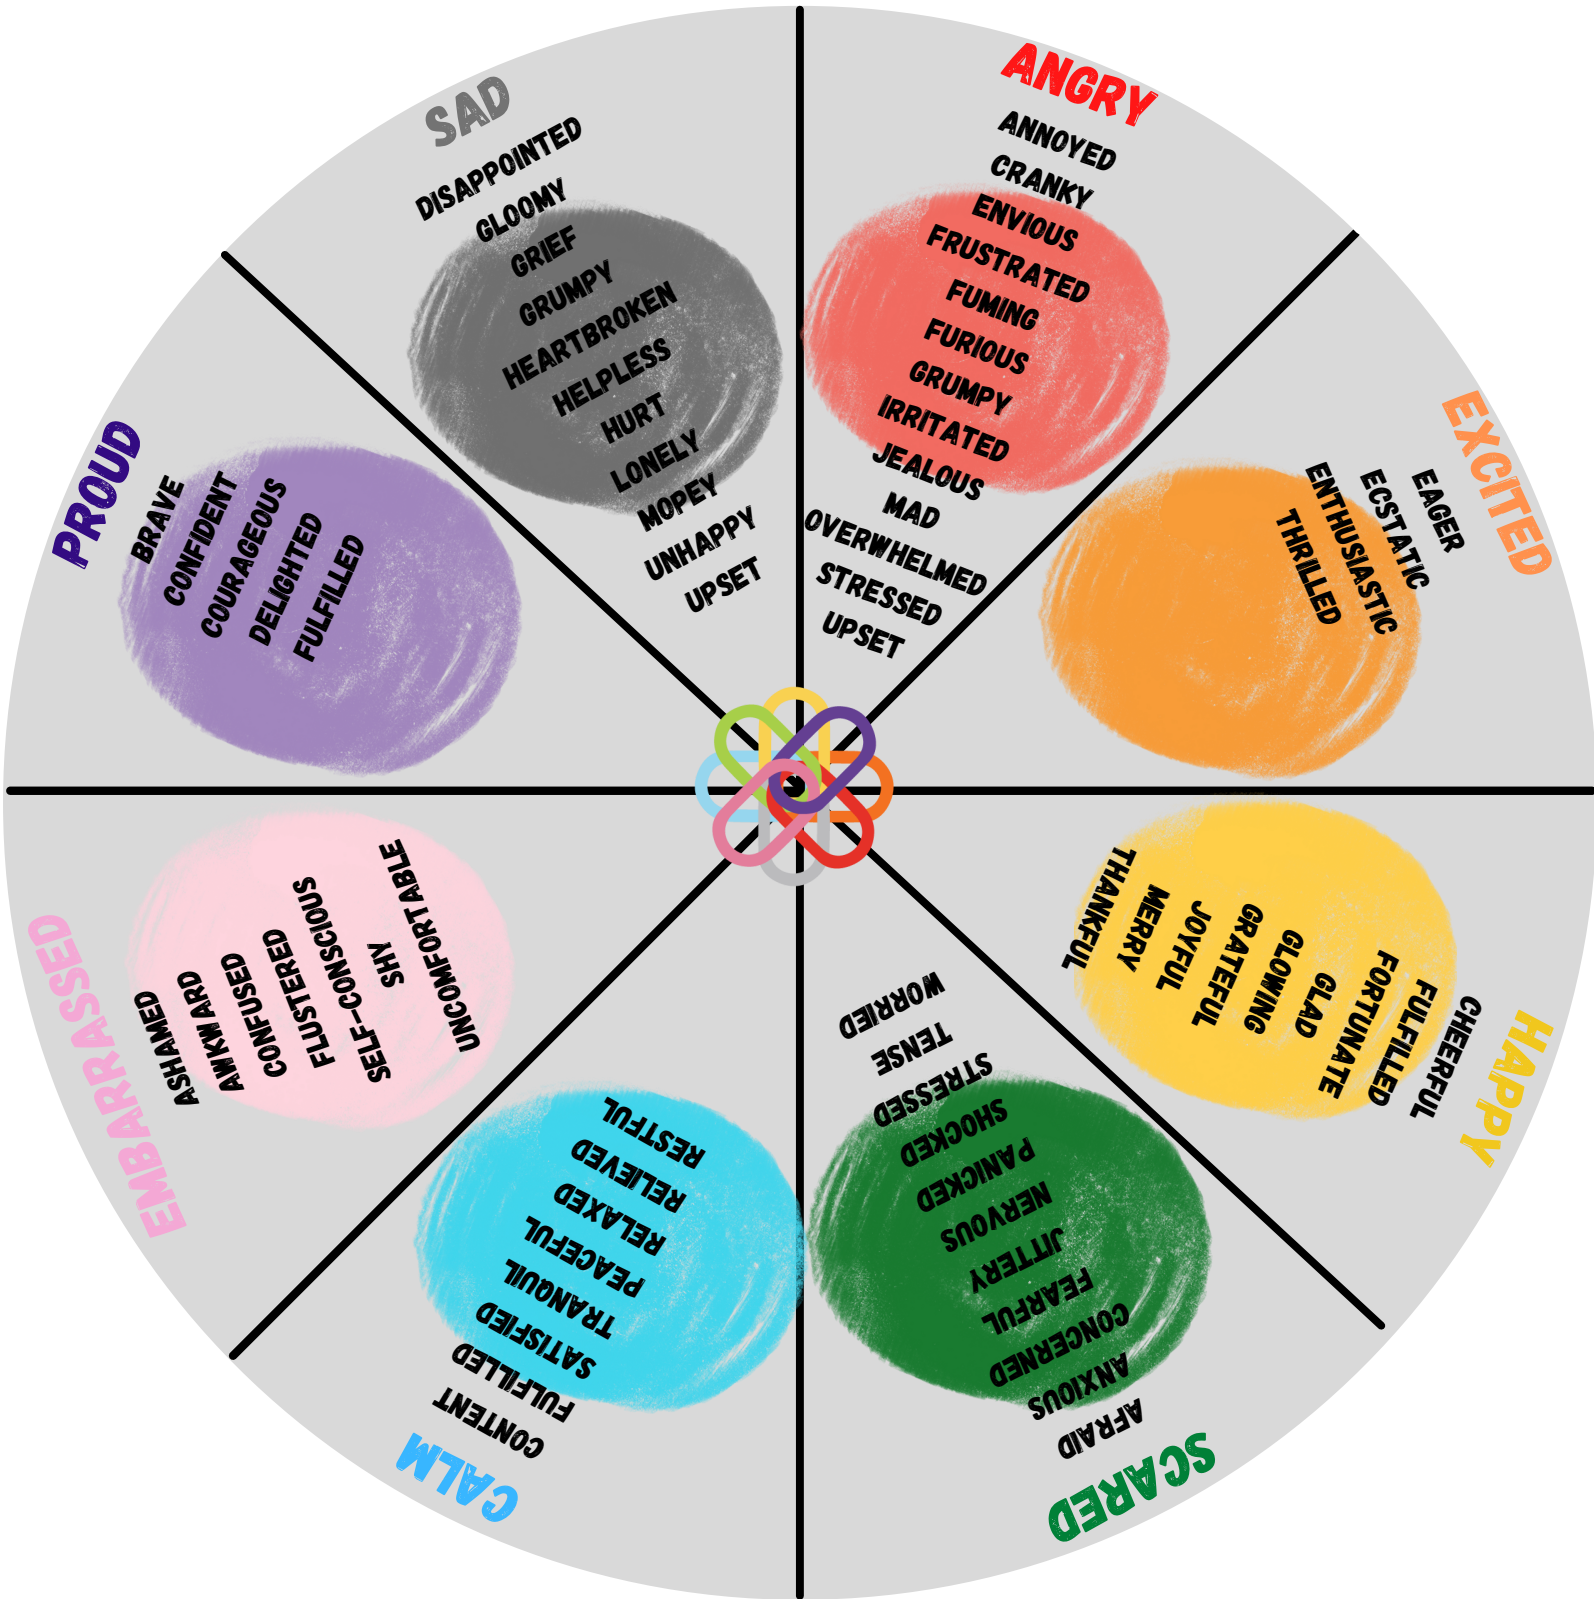 SAD
DISAPPOINTED
GLOOMY
GRIEF
GRUMPY
HEARTBROKEN
HELPLESS
HURT
LONELY
MOPEY
UNHAPPY
UPSET
ANGRY
ANNOYED
CRANKY
ENVIOUS
FRUSTRATED
FUMING
FURIOUS
GRUMPY
IRRITATED
JEALOUS
MAD
OVERWHELMED
STRESSED
UPSET
EXCITED
EAGER
ECSTATIC
ENTHUSIASTIC
THRILLED
HAPPY
CHEERFUL
FULFILLED
FORTUNATE
GLAD
GLOWING
GRATEFUL
JOYFUL
MERRY
THANKFUL
SCARED
AFRAID
ANXIOUS
CONCERNED
FEARFUL
JITTERY
NERVOUS
PANICKED
SHOCKED
STRESSED
TENSE
WORRIED
CALM
CONTENT
FULFILLED
SATISFIED
TRANQUIL
PEACEFUL
RELAXED
RELIEVED
RESTFUL
EMBARRASSED
ASHAMED
AWKWARD
CONFUSED
FLUSTERED
SELF-CONSCIOUS
SHY
UNCOMFORTABLE
PROUD
BRAVE
CONFIDENT
COURAGEOUS
DELIGHTED
FULFILLED